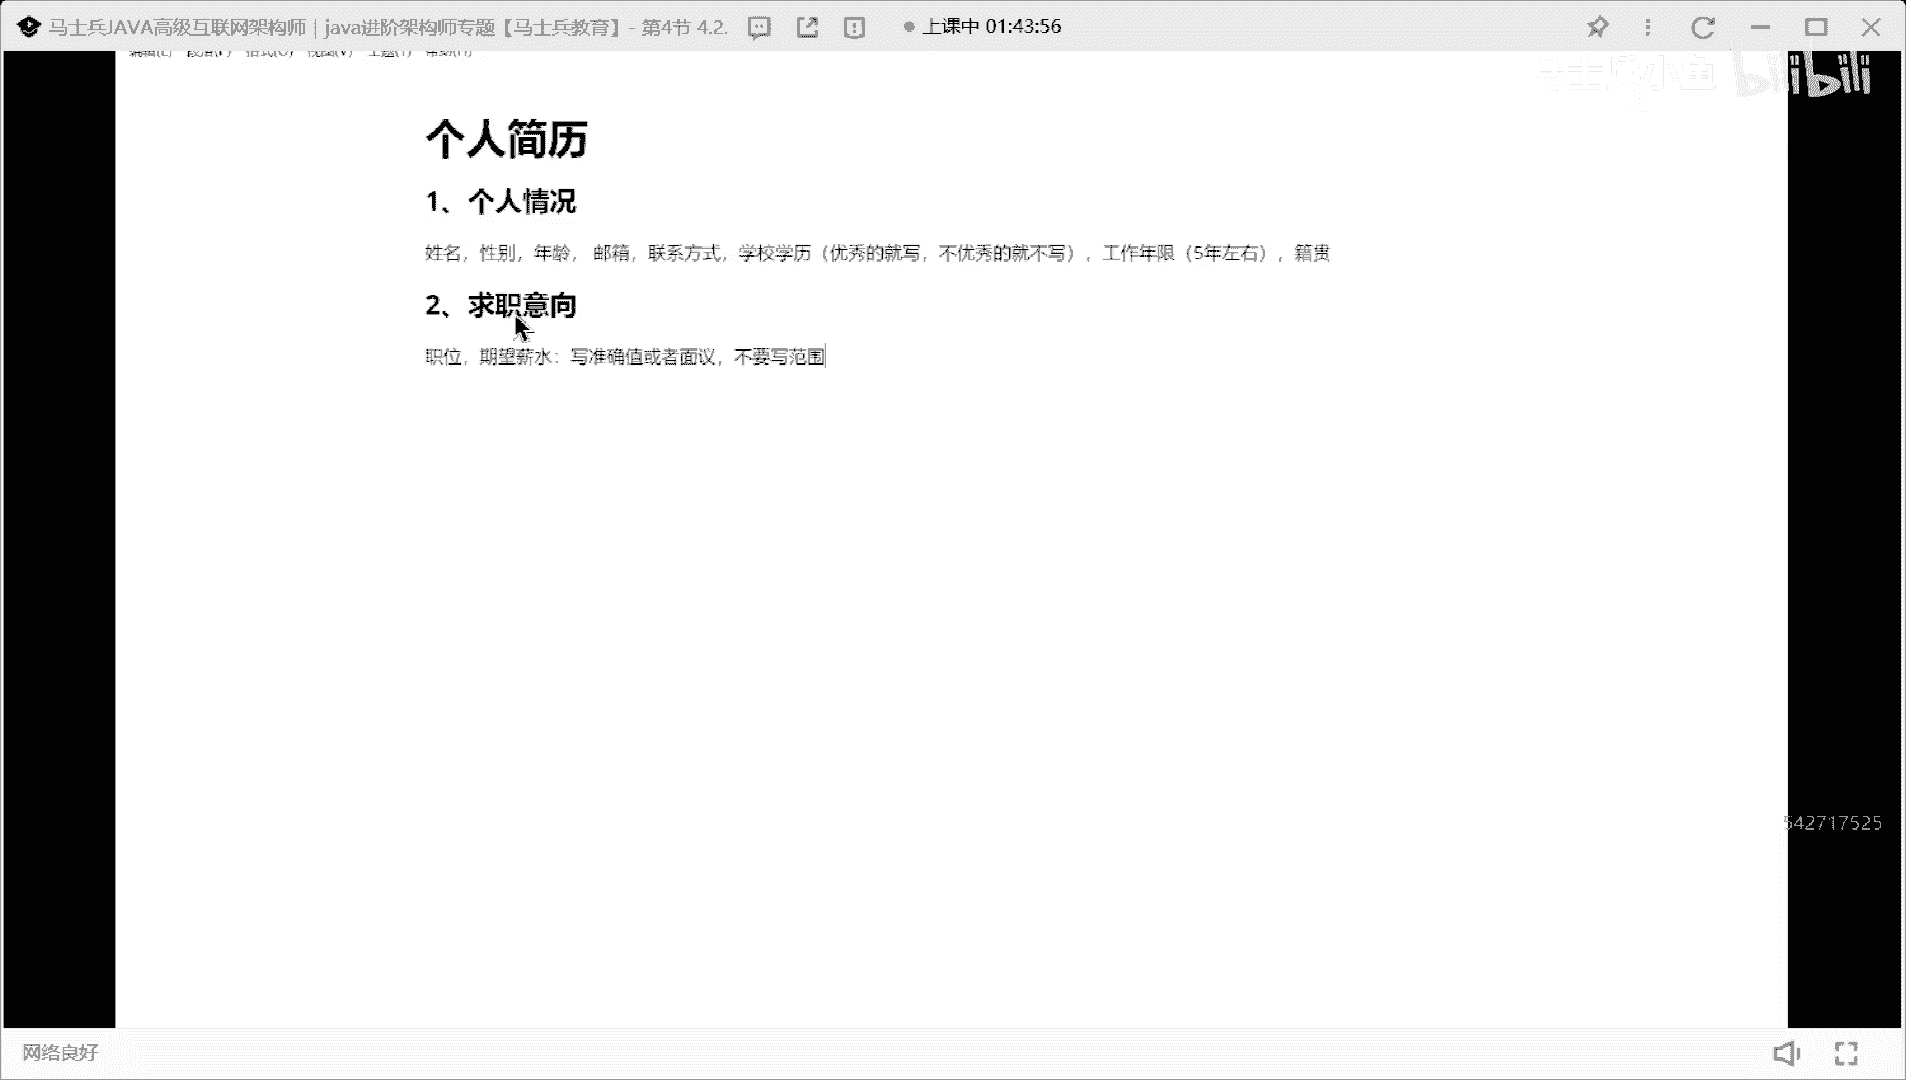 马士兵JAVA高级互联网架构师 | java进阶架构师专题【马士兵教育】- 第4节 4.2.
上课中 01:43:56
马士兵小鱼 bilibili
个人简历
1、个人情况
姓名，性别，年龄， 邮箱，联系方式，学校学历（优秀的就写，不优秀的就不写），工作年限（5年左右），籍贯
2、求职意向
职位，期望薪水：写准确值或者面议，不要写范围
542717525
网络良好